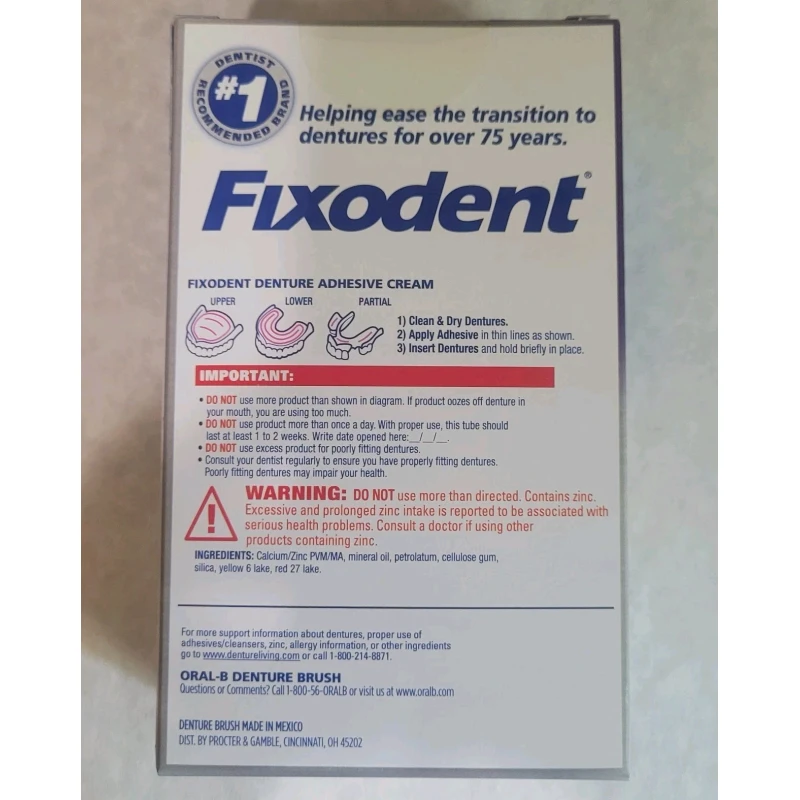 DENTIST
#1
RECOMMENDED BRAND
Helping ease the transition to
dentures for over 75 years.
Fixodent®
FIXODENT DENTURE ADHESIVE CREAM
UPPER LOWER PARTIAL
1) Clean & Dry Dentures.
2) Apply Adhesive in thin lines as shown.
3) Insert Dentures and hold briefly in place.
IMPORTANT:
• DO NOT use more product than shown in diagram. If product oozes off denture in
your mouth, you are using too much.
• DO NOT use product more than once a day. With proper use, this tube should
last at least 1 to 2 weeks. Write date opened here:__/__/__.
• DO NOT use excess product for poorly fitting dentures.
• Consult your dentist regularly to ensure you have properly fitting dentures.
Poorly fitting dentures may impair your health.
! WARNING: DO NOT use more than directed. Contains zinc.
Excessive and prolonged zinc intake is reported to be associated with
serious health problems. Consult a doctor if using other
products containing zinc.
INGREDIENTS: Calcium/Zinc PVM/MA, mineral oil, petrolatum, cellulose gum,
silica, yellow 6 lake, red 27 lake.
For more support information about dentures, proper use of
adhesives/cleansers, zinc, allergy information, or other ingredients
go to www.dentureliving.com or call 1-800-214-8871.
ORAL-B DENTURE BRUSH
Questions or Comments? Call 1-800-56-ORALB or visit us at www.oralb.com
DENTURE BRUSH MADE IN MEXICO
DIST. BY PROCTER & GAMBLE, CINCINNATI, OH 45202